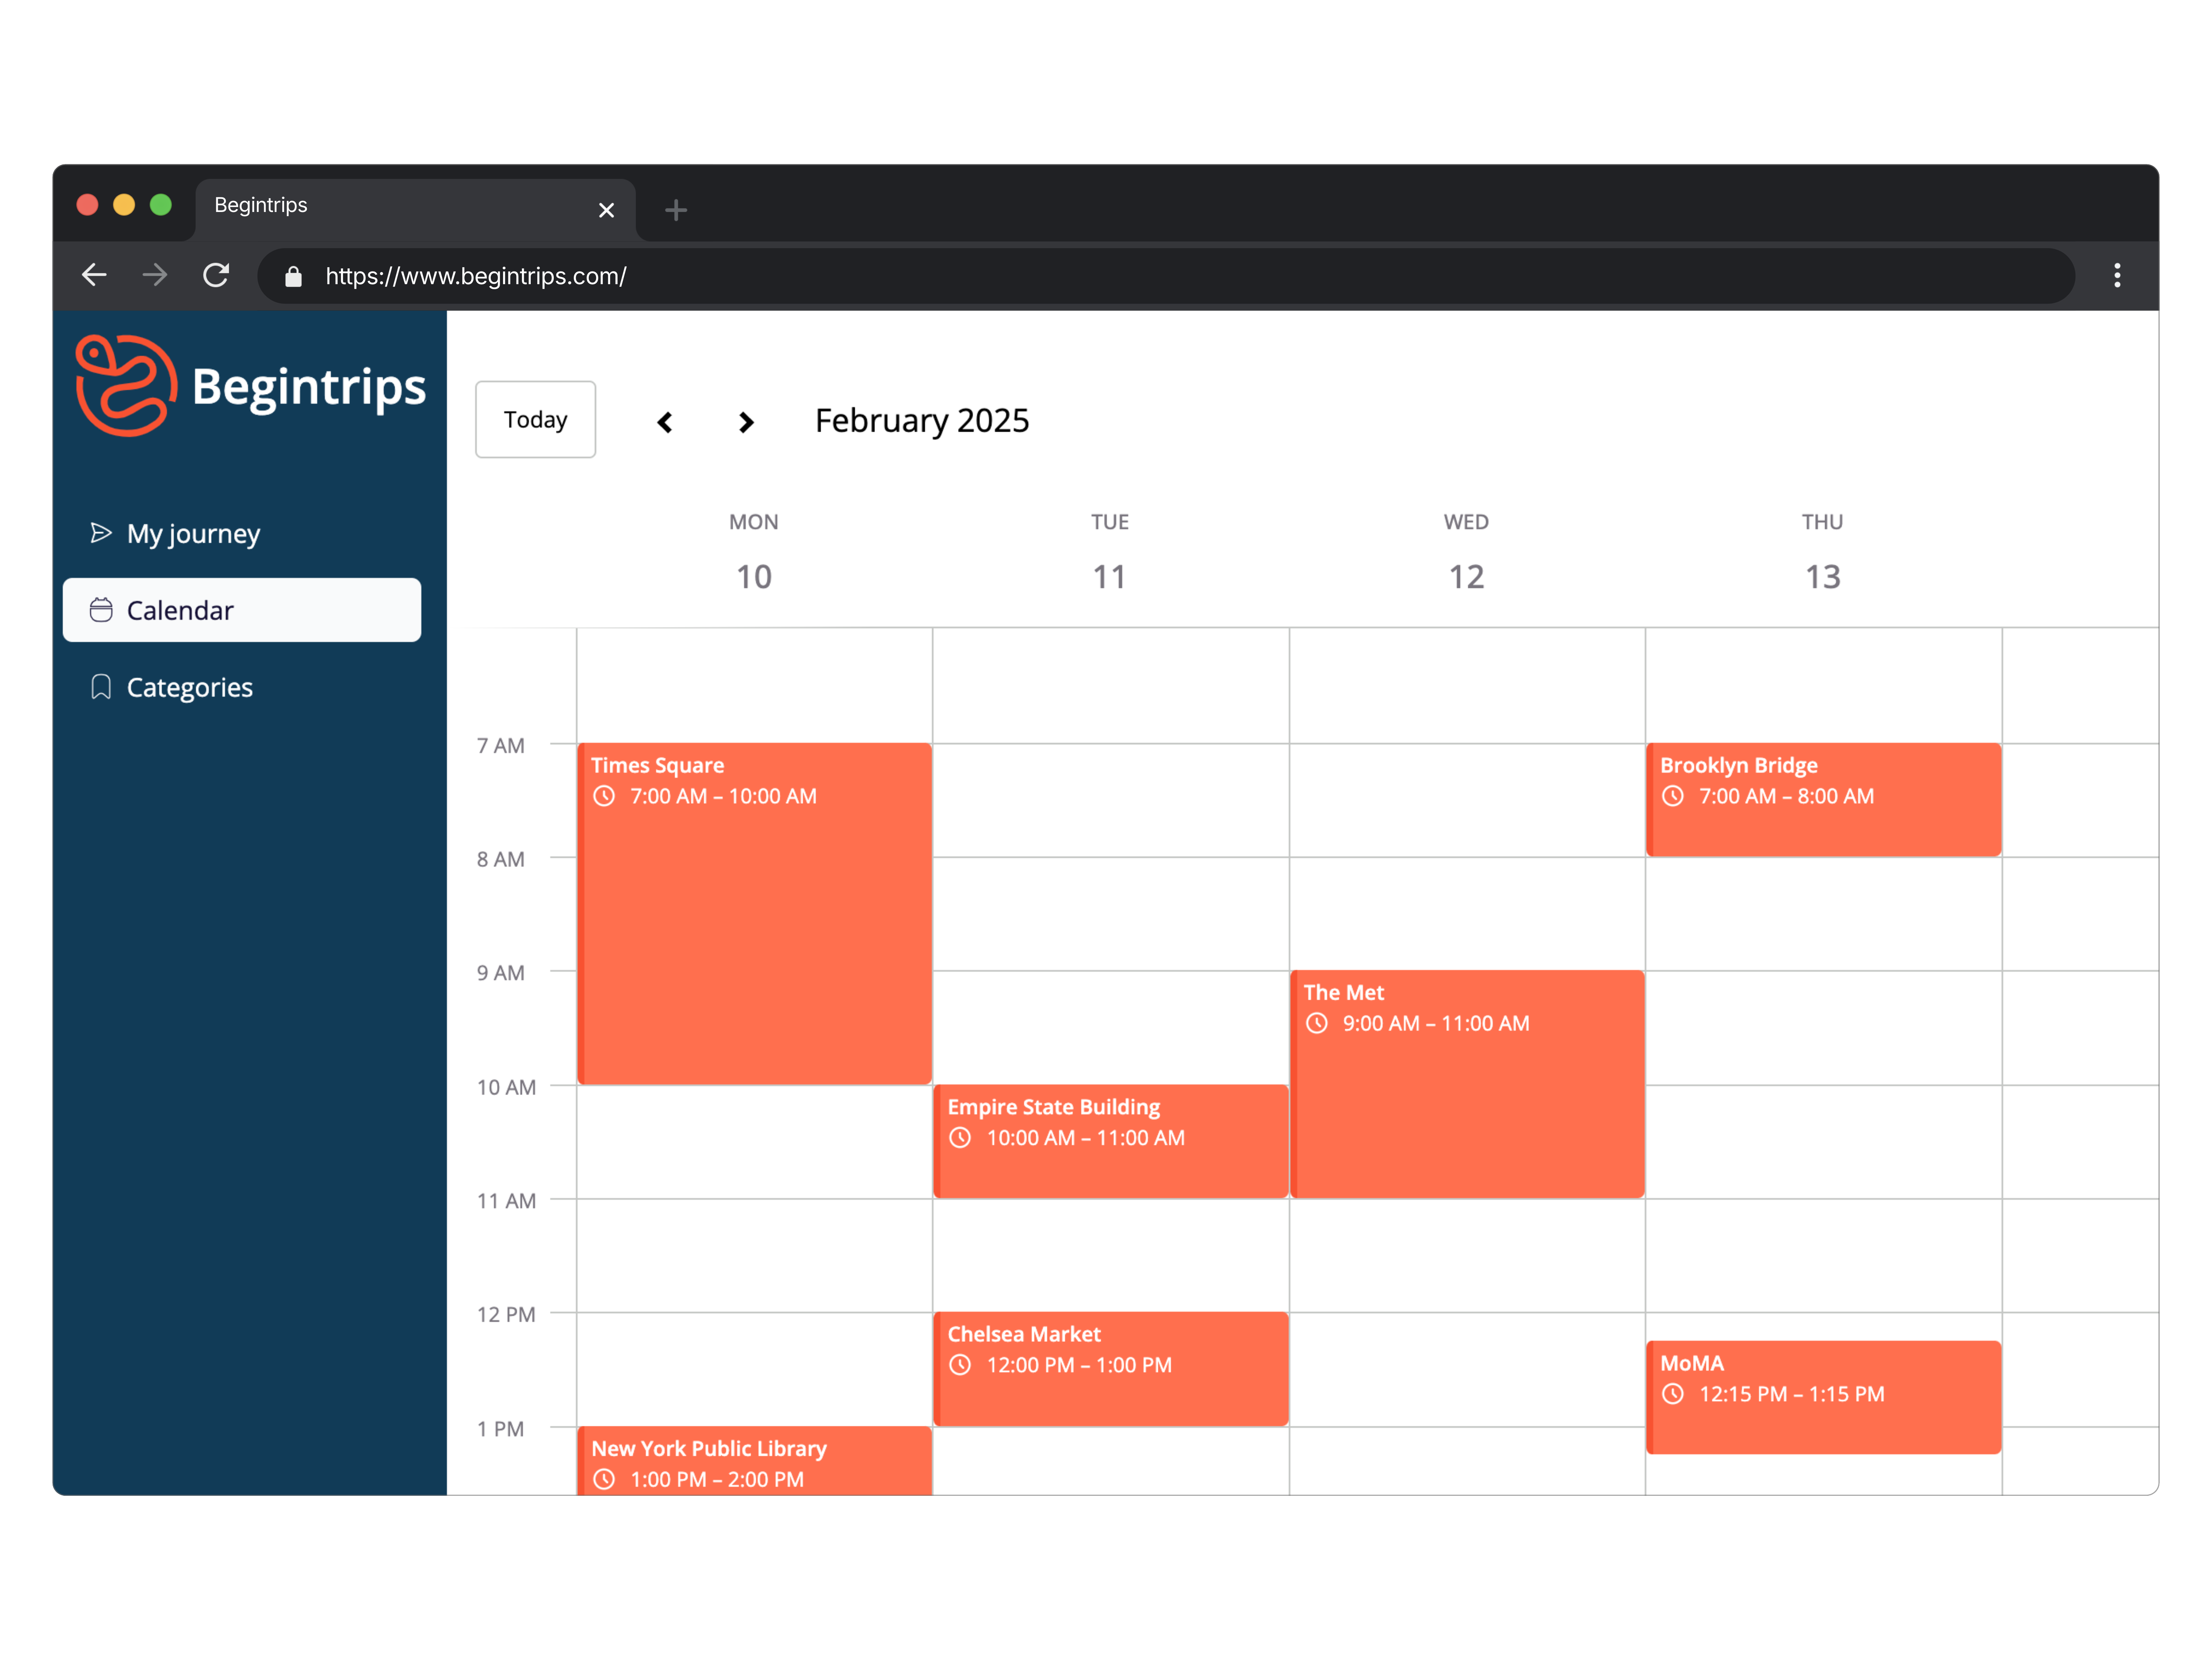 Begintrips
https://www.begintrips.com/
Begintrips
My journey
Calendar
Categories
Today
February 2025
MON
TUE
WED
THU
10
11
12
13
7 AM
8 AM
9 AM
10 AM
11 AM
12 PM
1 PM
Times Square
7:00 AM – 10:00 AM
New York Public Library
1:00 PM – 2:00 PM
Empire State Building
10:00 AM – 11:00 AM
Chelsea Market
12:00 PM – 1:00 PM
The Met
9:00 AM – 11:00 AM
Brooklyn Bridge
7:00 AM – 8:00 AM
MoMA
12:15 PM – 1:15 PM